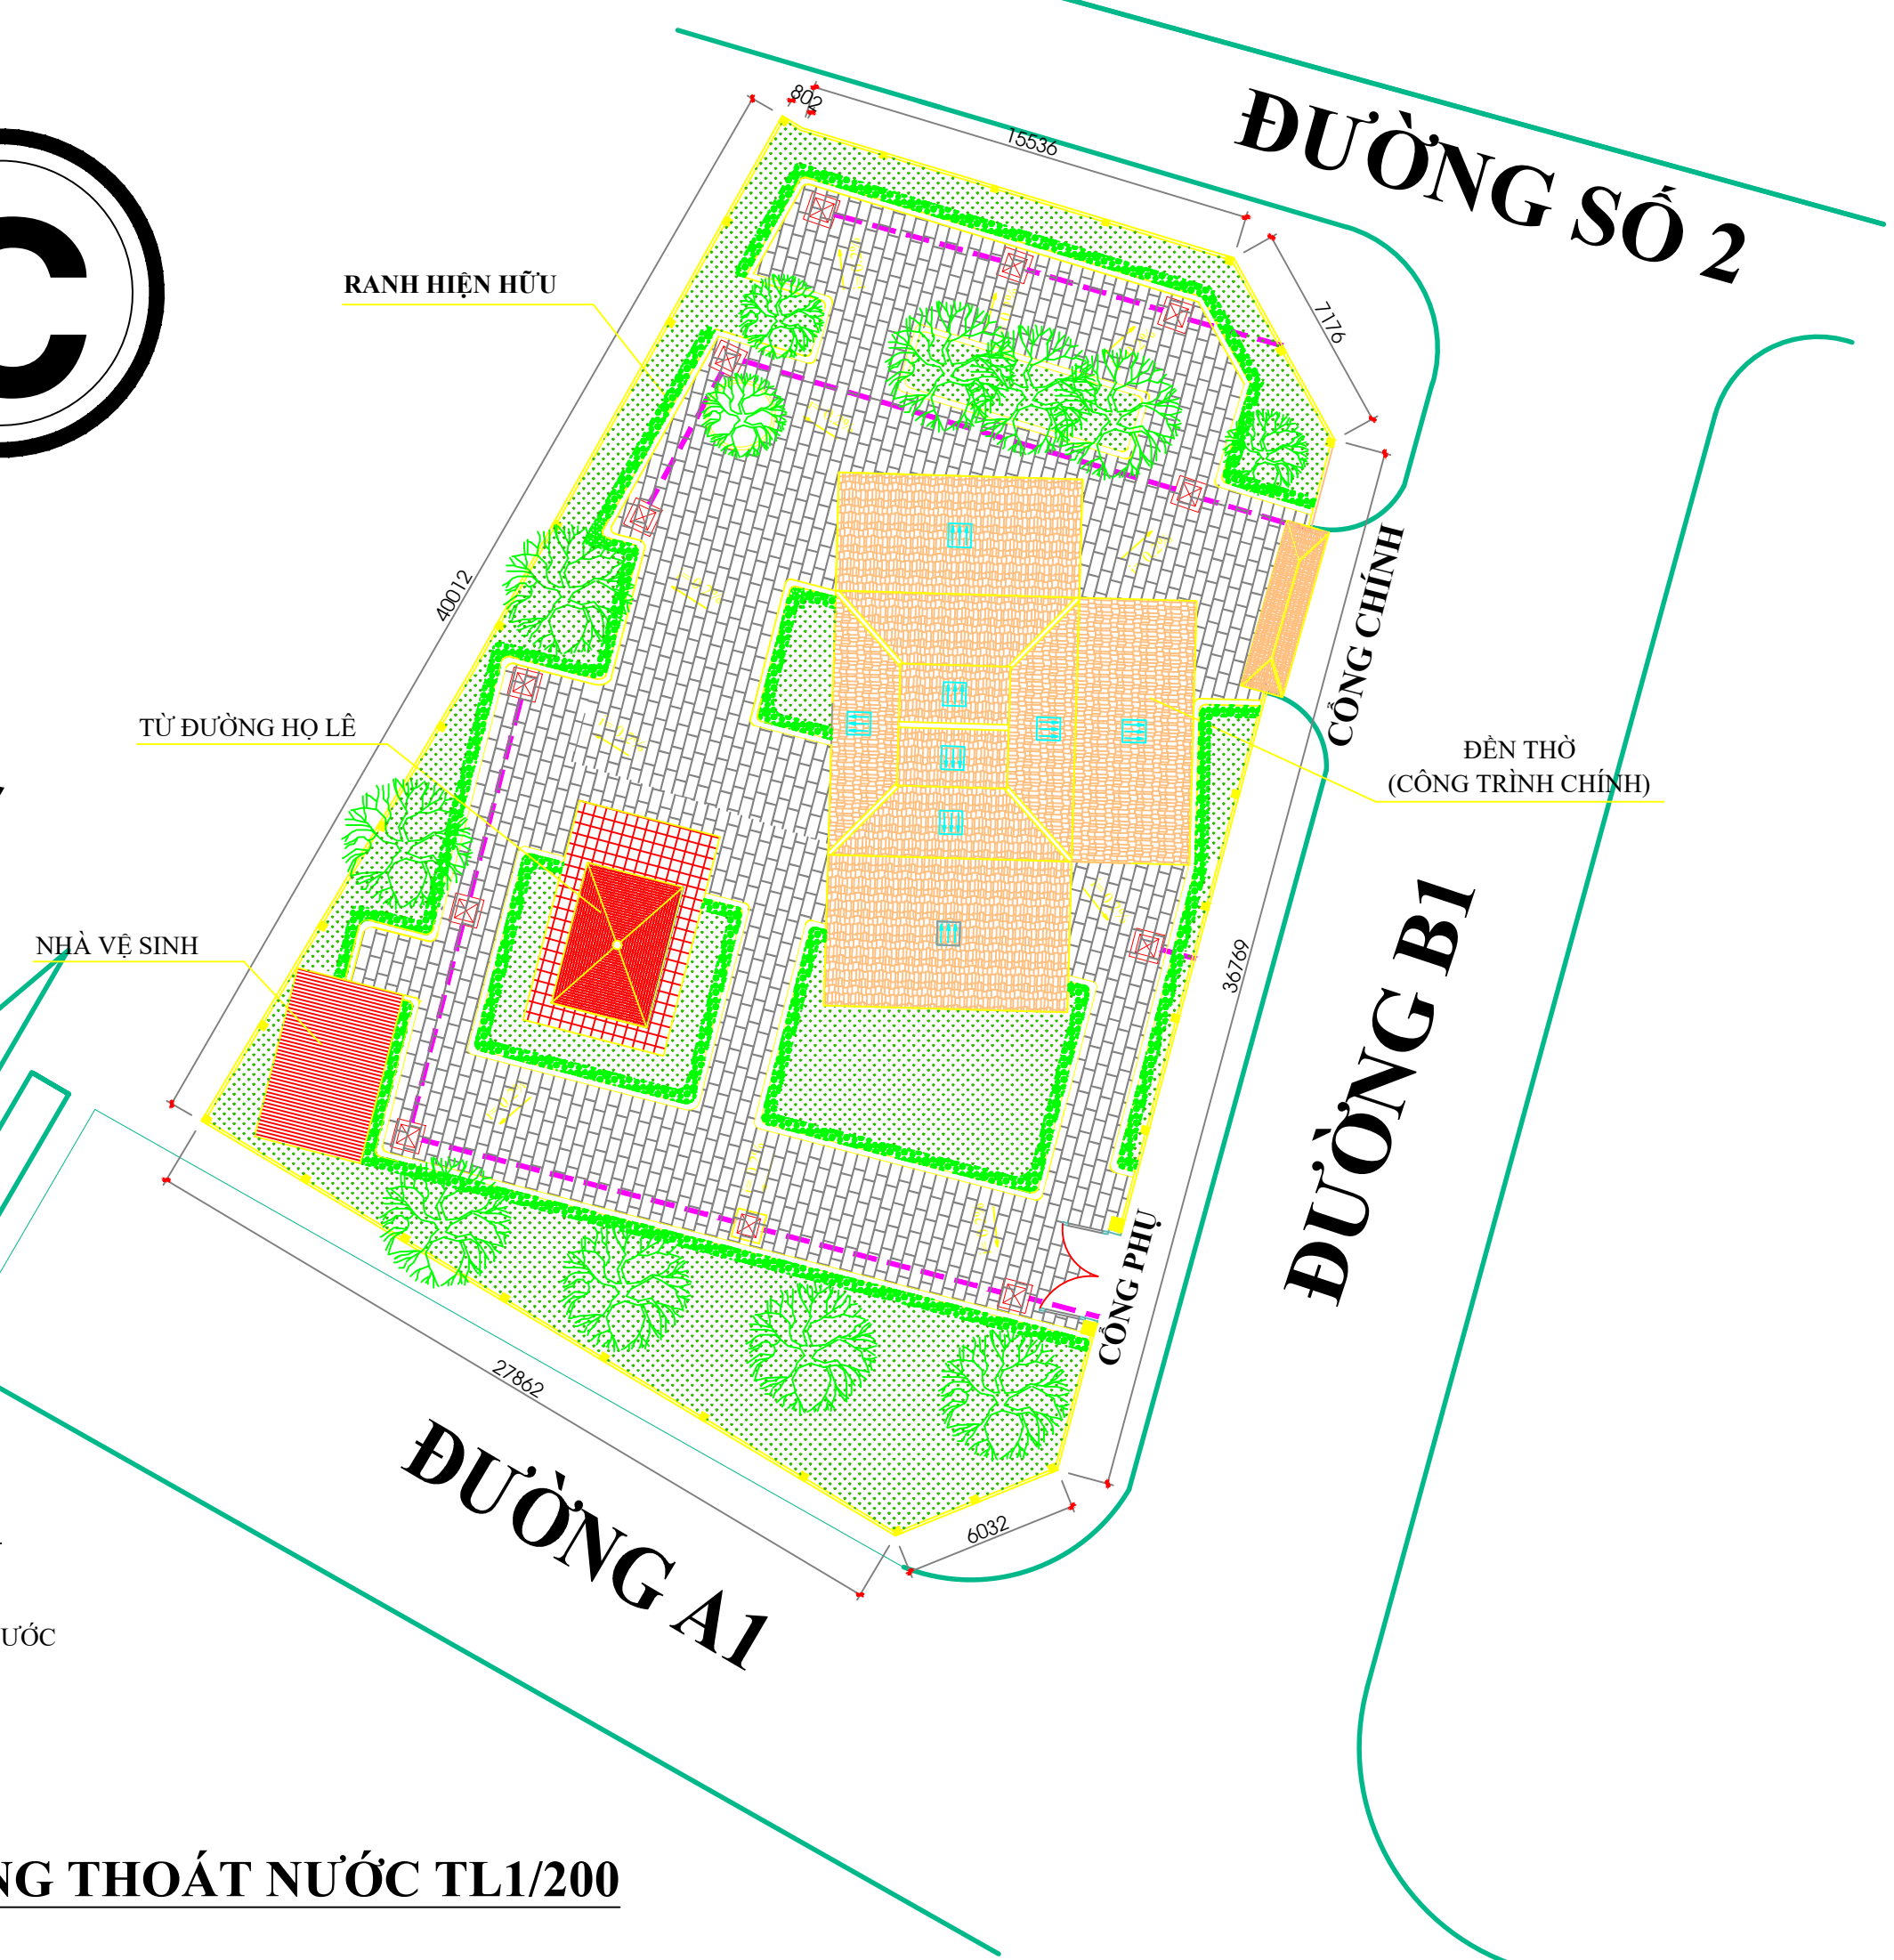 C
802
15536
ĐƯỜNG SỐ 2
7176
RANH HIỆN HỮU
40012
CỔNG CHÍNH
TỪ ĐƯỜNG HỌ LÊ
ĐỀN THỜ
(CÔNG TRÌNH CHÍNH)
NHÀ VỆ SINH
36769
ĐƯỜNG B1
CỔNG PHỤ
27862
6032
ĐƯỜNG A1
ƯỚC
NG THOÁT NƯỚC TL1/200